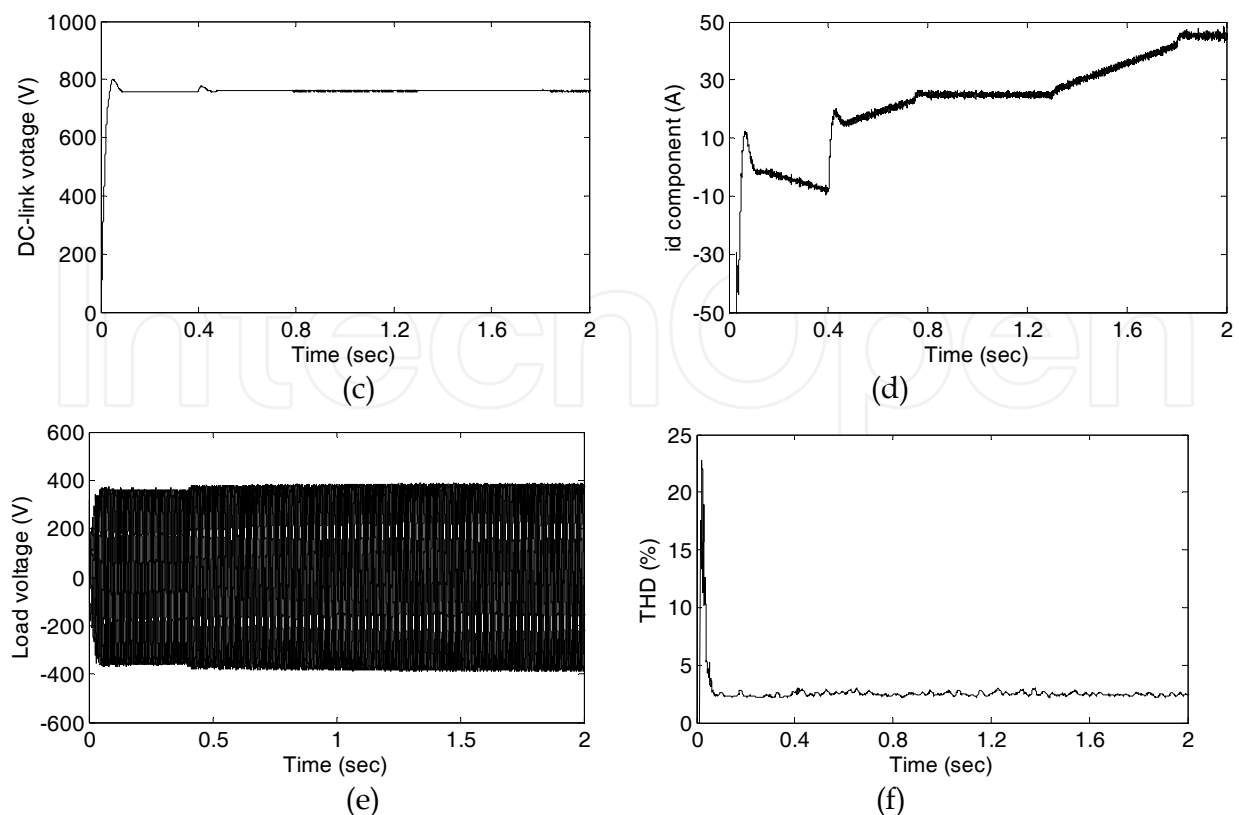 1000
800
600
400
200
0
DC-link votage (V)
0 0.4 0.8 1.2 1.6 2
Time (sec)
(c)
50
30
10
-10
-30
-50
id component (A)
0 0.4 0.8 1.2 1.6 2
Time (sec)
(d)
600
400
200
0
-200
-400
-600
Load voltage (V)
0 0.5 1 1.5 2
Time (sec)
(e)
25
20
15
10
5
0
THD (%)
0 0.4 0.8 1.2 1.6 2
Time (sec)
(f)
IntechOpen